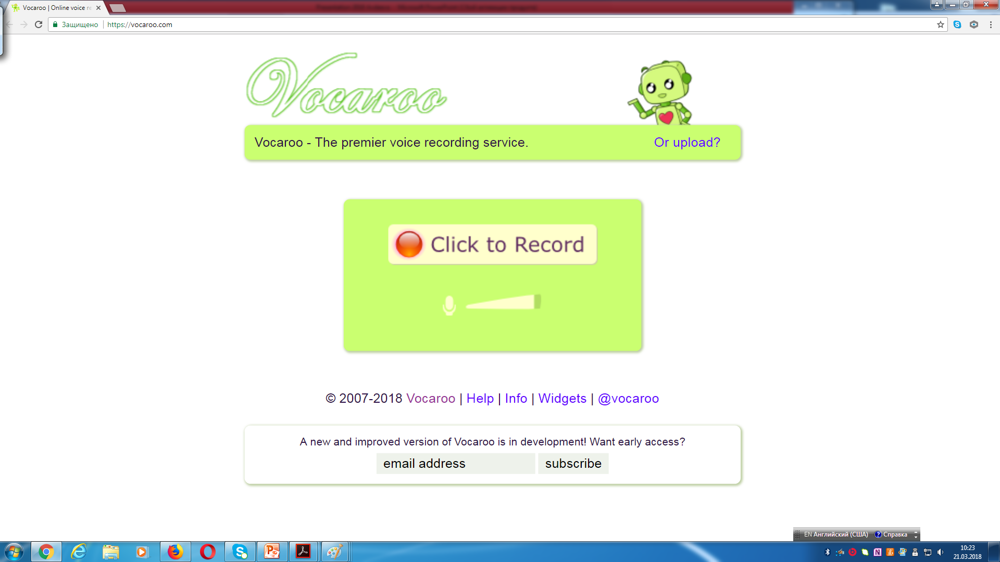 Vocaroo | Online voice re
Защищено
https://vocaroo.com
Vocaroo
Vocaroo - The premier voice recording service.
Or upload?
Click to Record
© 2007-2018 Vocaroo | Help | Info | Widgets | @vocaroo
A new and improved version of Vocaroo is in development! Want early access?
email address
subscribe
EN Английский (США) ? Справка
10:23
21.03.2018